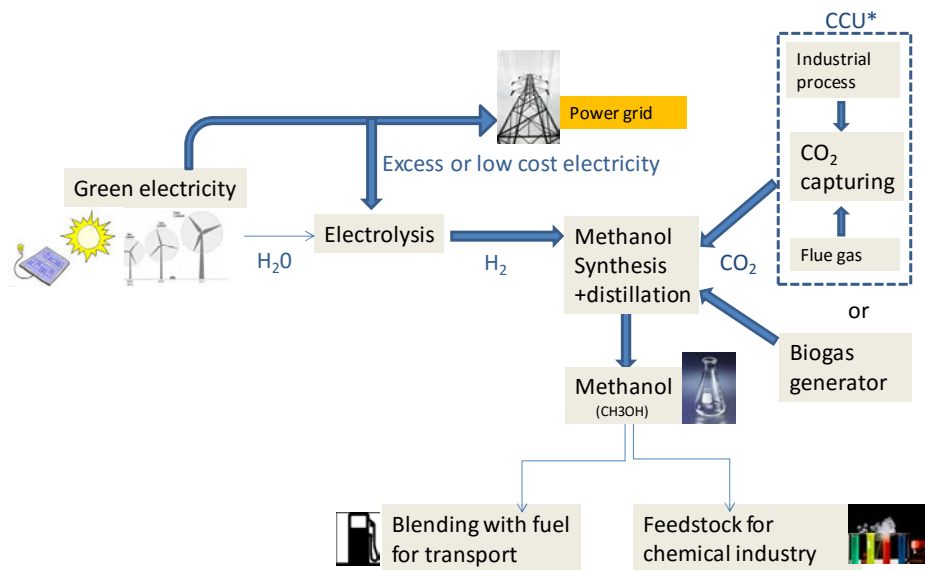 CCU*
Industrial
process
Power grid
CO₂
capturing
Excess or low cost electricity
Green electricity
Electrolysis
H₂0
H₂
Methanol
Synthesis
+distillation
CO₂
Flue gas
or
Biogas
generator
Methanol
(CH3OH)
Blending with fuel
for transport
Feedstock for
chemical industry